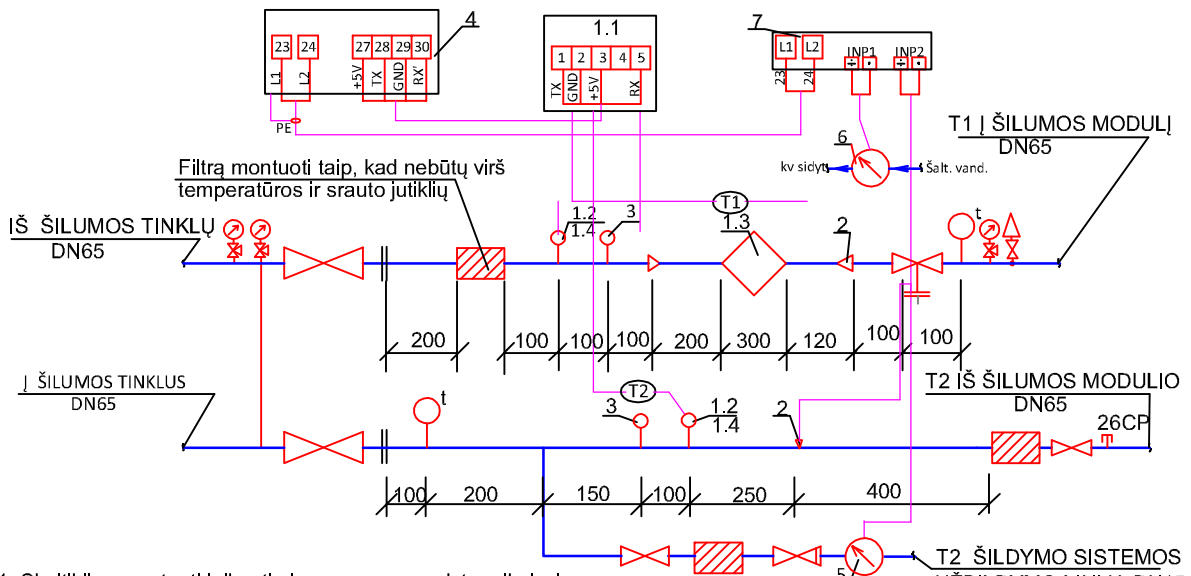 4
1.1
7
23 24
27 28 29 30
1 2 3 4 5
L1 L2
INP1
INP2
L1
L2
+5V
TX
GND
RX'
TX
GND
+5V
RX
23
24
PE
T1 Į ŠILUMOS MODULĮ
DN65
6
kv sidyt
Šalt. vand.
Filtrą montuoti taip, kad nebūtų virš
temperatūros ir srauto jutiklių
T1
IŠ ŠILUMOS TINKLŲ
DN65
1.2
1.4
3
1.3
2
t
200
100
100
100
200
300
120
100
100
Į ŠILUMOS TINKLUS
DN65
t
T2
3
1.2
1.4
2
T2 IŠ ŠILUMOS MODULIO
DN65
26CP
100
200
150
100
250
400
5
T2 ŠILDYMO SISTEMOS